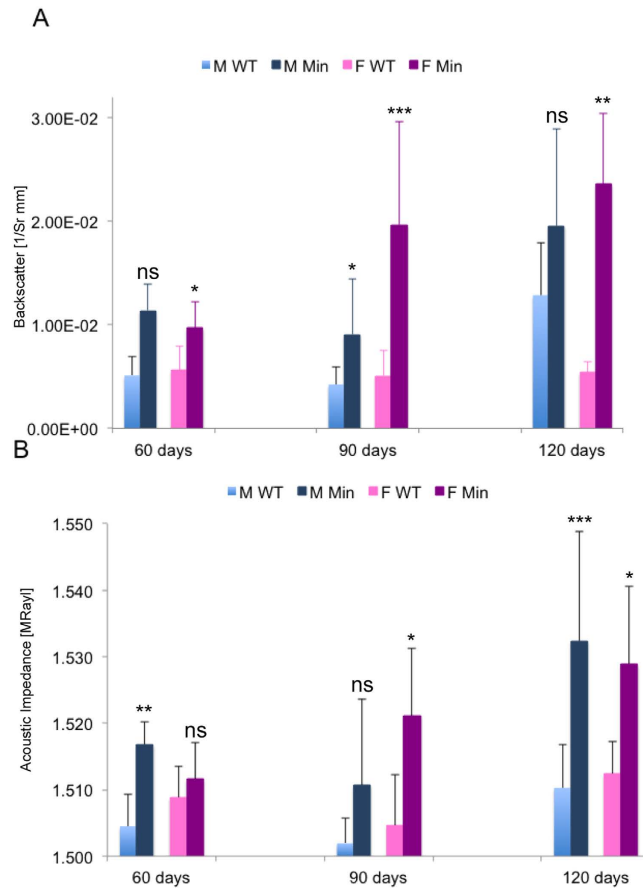 A
M WT M Min F WT F Min
Backscatter [1/Sr mm]
3.00E-02
2.00E-02
1.00E-02
0.00E+00
ns
*
*
***
ns
**
60 days 90 days 120 days
B
M WT M Min F WT F Min
Acoustic Impedance [MRayl]
1.550
1.540
1.530
1.520
1.510
1.500
**
ns
ns
*
***
*
60 days 90 days 120 days